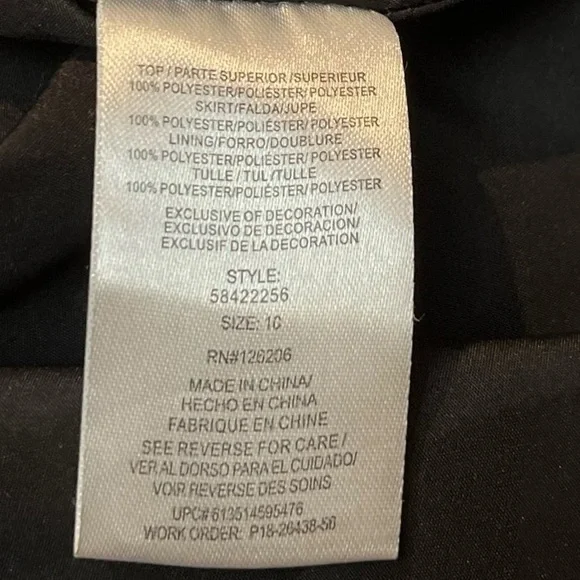 TOP / PARTE SUPERIOR /SUPERIEUR
100% POLYESTER/POLIÉSTER/ POLYESTER
SKIRT/FALDA/JUPE
100% POLYESTER/POLIÉSTER/ POLYESTER
LINING/FORRO/DOUBLURE
100% POLYESTER/POLIÉSTER/ POLYESTER
TULLE / TUL /TULLE
100% POLYESTER/POLIÉSTER/ POLYESTER
EXCLUSIVE OF DECORATION/
EXCLUSIVO DE DECORACION/
EXCLUSIF DE LA DECORATION
STYLE:
58422256
SIZE: 10
RN#126206
MADE IN CHINA/
HECHO EN CHINA
FABRIQUE EN CHINE
SEE REVERSE FOR CARE /
VER AL DORSO PARA EL CUIDADO/
VOIR REVERSE DES SOINS
UPC# 613514595476
WORK ORDER: P18-26438-50